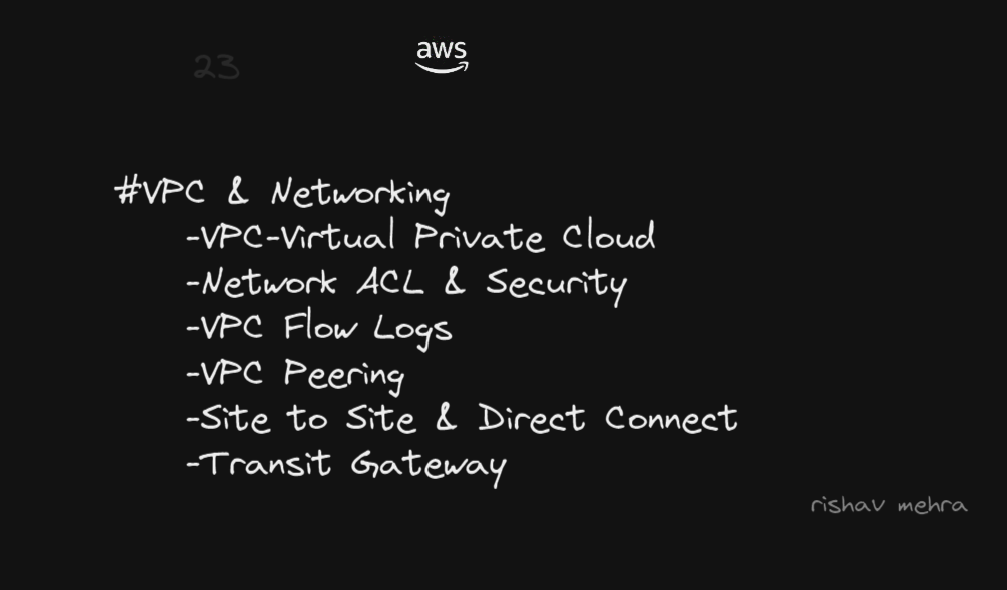 23
aws
#VPC & Networking
-VPC-Virtual Private Cloud
-Network ACL & Security
-VPC Flow Logs
-VPC Peering
-Site to Site & Direct Connect
-Transit Gateway
rishav mehra